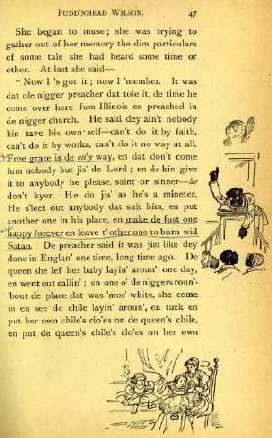 PUDD'NHEAD WILSON. 47
She began to muse; she was trying to
gather out of her memory the dim particulars
of some tale she had heard some time or
other. At last she said—
"Now I 's got it; now I 'member. It was
dat ole nigger preacher dat tole it, de time he
come over here fum Illinois en preached in
de nigger church. He said dey ain't nobody
kin save his own self—can't do it by faith,
can't do it by works, can't do it no way at all.
Free grace is de on'y way, en dat don't come
fum nobody but jis' de Lord; en he kin give
it to anybody he please, saint or sinner—he
don't kyer. He do jis' as he's a mineter.
He s'lect out anybody dat suit him, en put
another one in his place, en make de fust one
happy forever en leave t' other one to burn wid
Satan. De preacher said it was jist like dey
done in Englan' one time, long time ago. De
queen she lef' her baby layin' aroun' one day,
en went out callin'; en one o' de niggers roun'-
'bout de place dat was 'mos' white, she come
in en see de chile layin' aroun', en tuck en
put her own chile's clo'es on de queen's chile,
en put de queen's chile's clo'es on her own